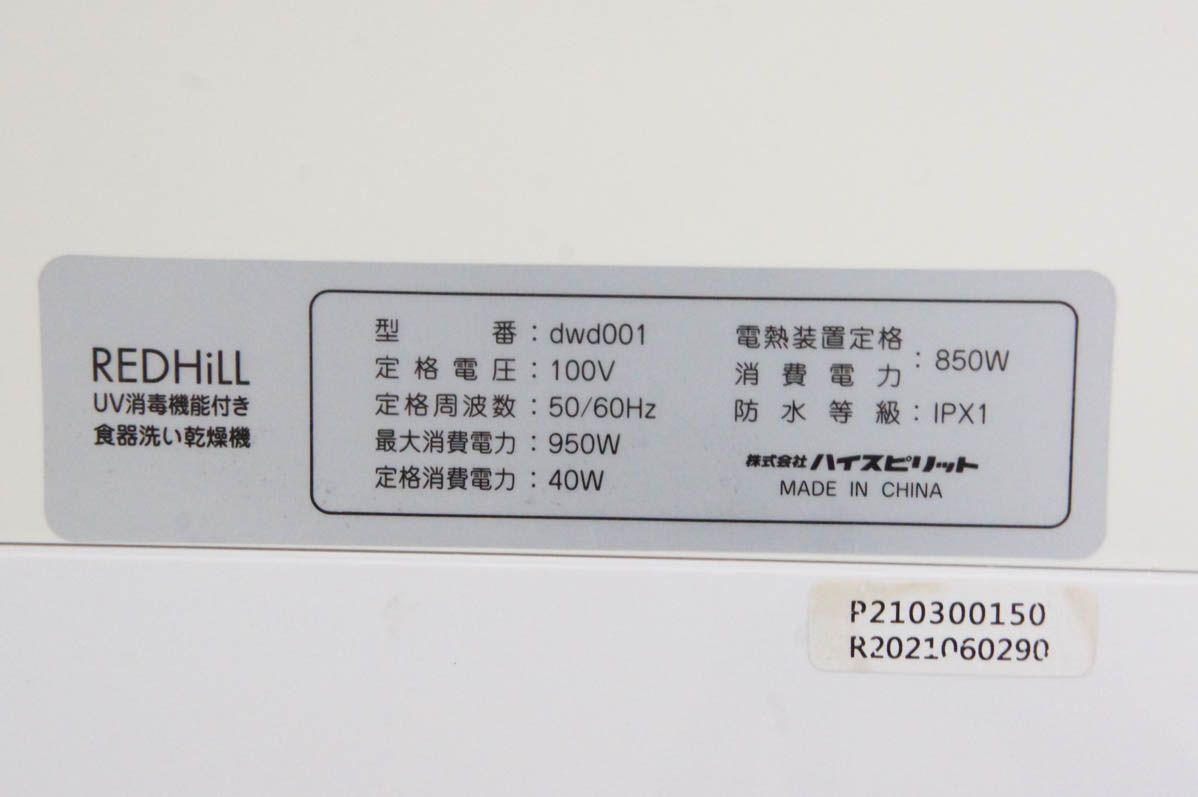 REDHiLL
UV消毒機能付き
食器洗い乾燥機
型番：dwd001
定格電圧：100V
定格周波数：50/60Hz
最大消費電力：950W
定格消費電力：40W
電熱装置定格
消費電力：850W
防水等級：IPX1
株式会社ハイスピリット
MADE IN CHINA
P210300150
R2021060290